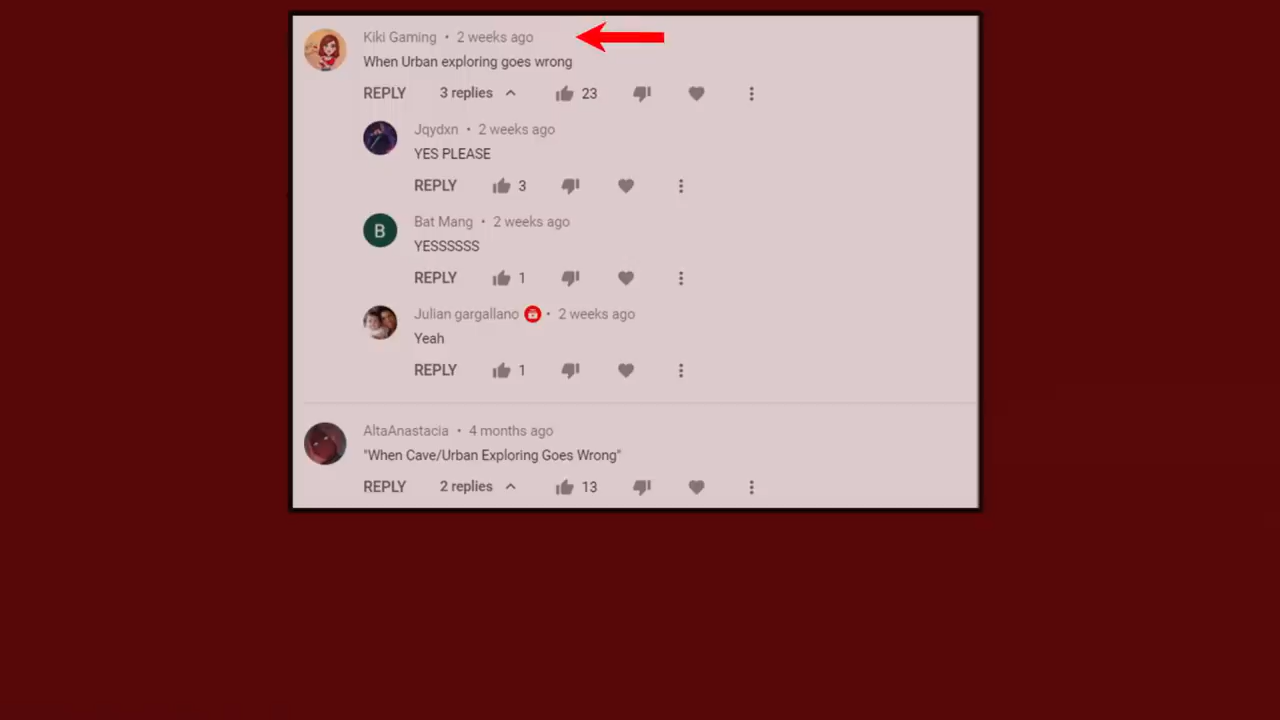 Kiki Gaming • 2 weeks ago
When Urban exploring goes wrong
REPLY 3 replies 23
Jqydxn • 2 weeks ago
YES PLEASE
REPLY 3
B
Bat Mang • 2 weeks ago
YESSSSSS
REPLY 1
Julian gargallano • 2 weeks ago
Yeah
REPLY 1
AltaAnastacia • 4 months ago
"When Cave/Urban Exploring Goes Wrong"
REPLY 2 replies 13